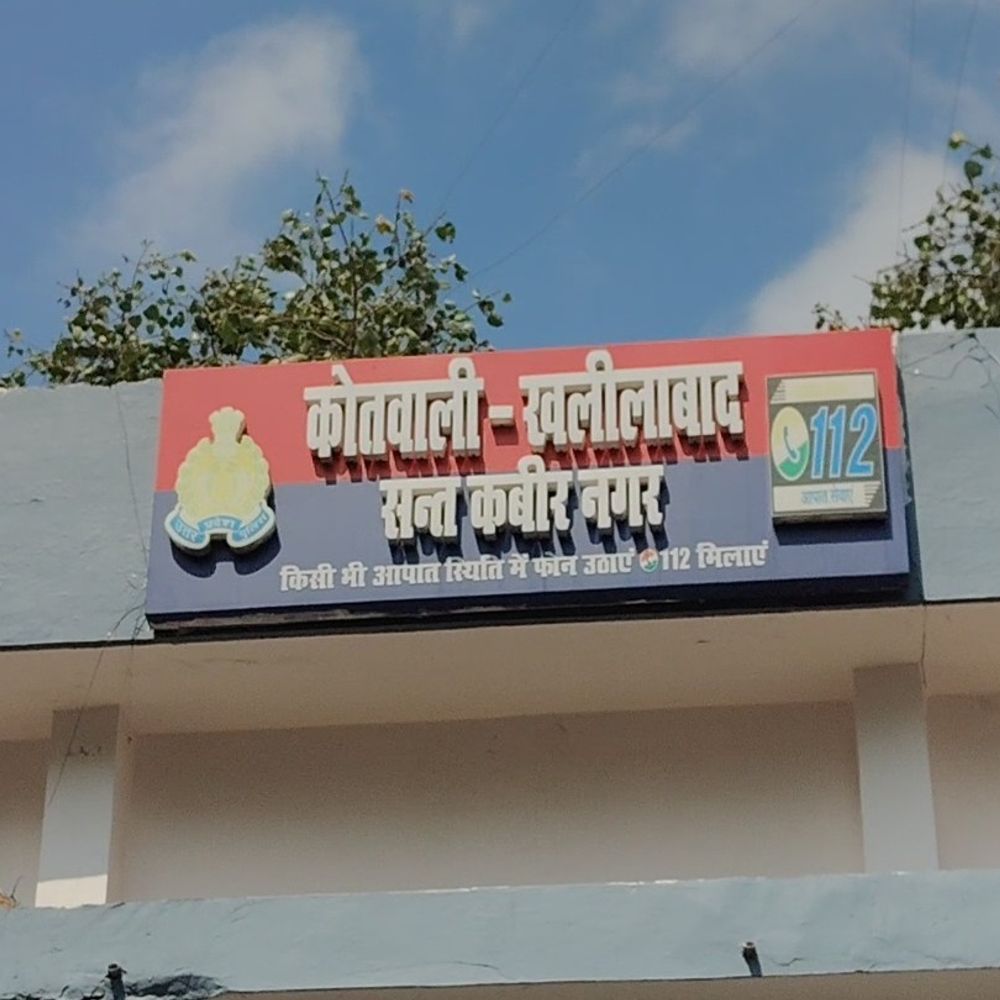 कोतवाली - खलीलाबाद
सन्त कबीर नगर
किसी भी आपात स्थिति में फोन उठाएं 112 मिलाएं
112
आपात सेवाएं
उत्तर प्रदेश पुलिस